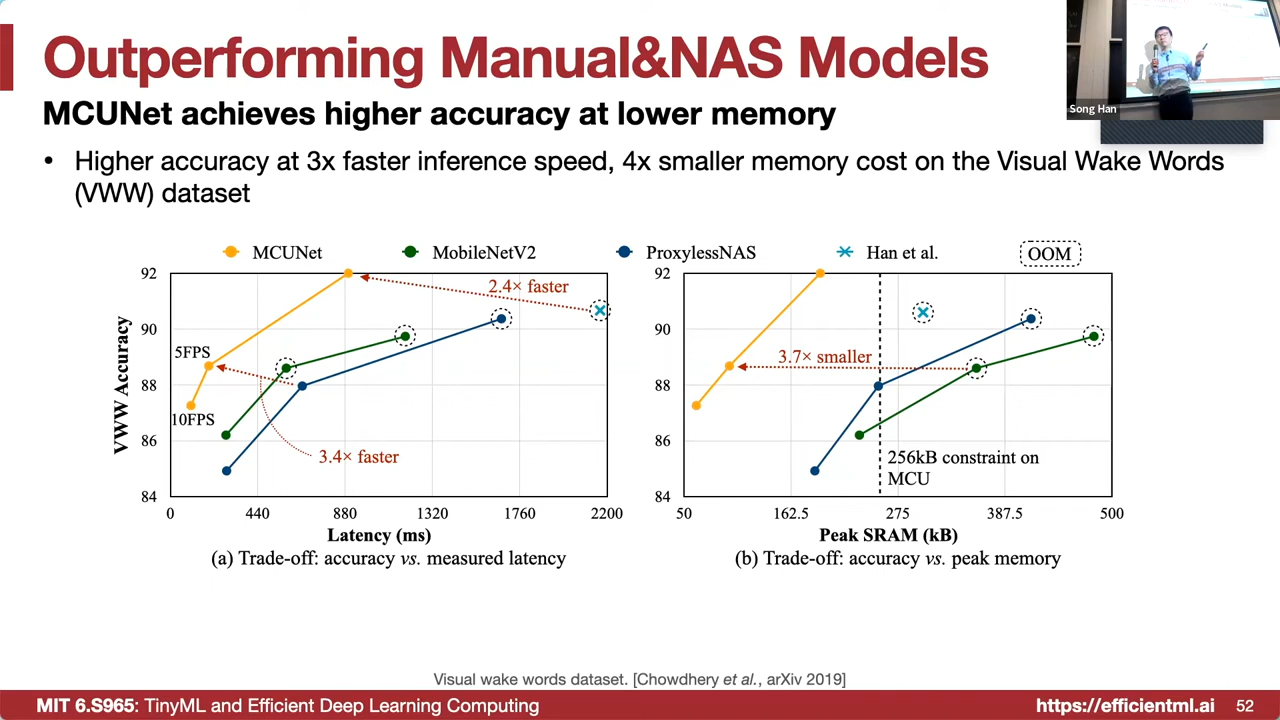 Outperforming Manual&NAS Models
MCUNet achieves higher accuracy at lower memory
Song Han
• Higher accuracy at 3x faster inference speed, 4x smaller memory cost on the Visual Wake Words
(VWW) dataset
MCUNet
MobileNetV2
ProxylessNAS
Han et al.
OOM
VWW Accuracy
92
90
88
86
84
5FPS
10FPS
2.4× faster
3.4× faster
0 440 880 1320 1760 2200
Latency (ms)
(a) Trade-off: accuracy vs. measured latency
92
90
88
86
84
3.7× smaller
256kB constraint on
MCU
50 162.5 275 387.5 500
Peak SRAM (kB)
(b) Trade-off: accuracy vs. peak memory
Visual wake words dataset. [Chowdhery et al., arXiv 2019]
MIT 6.S965: TinyML and Efficient Deep Learning Computing
https://efficientml.ai
52